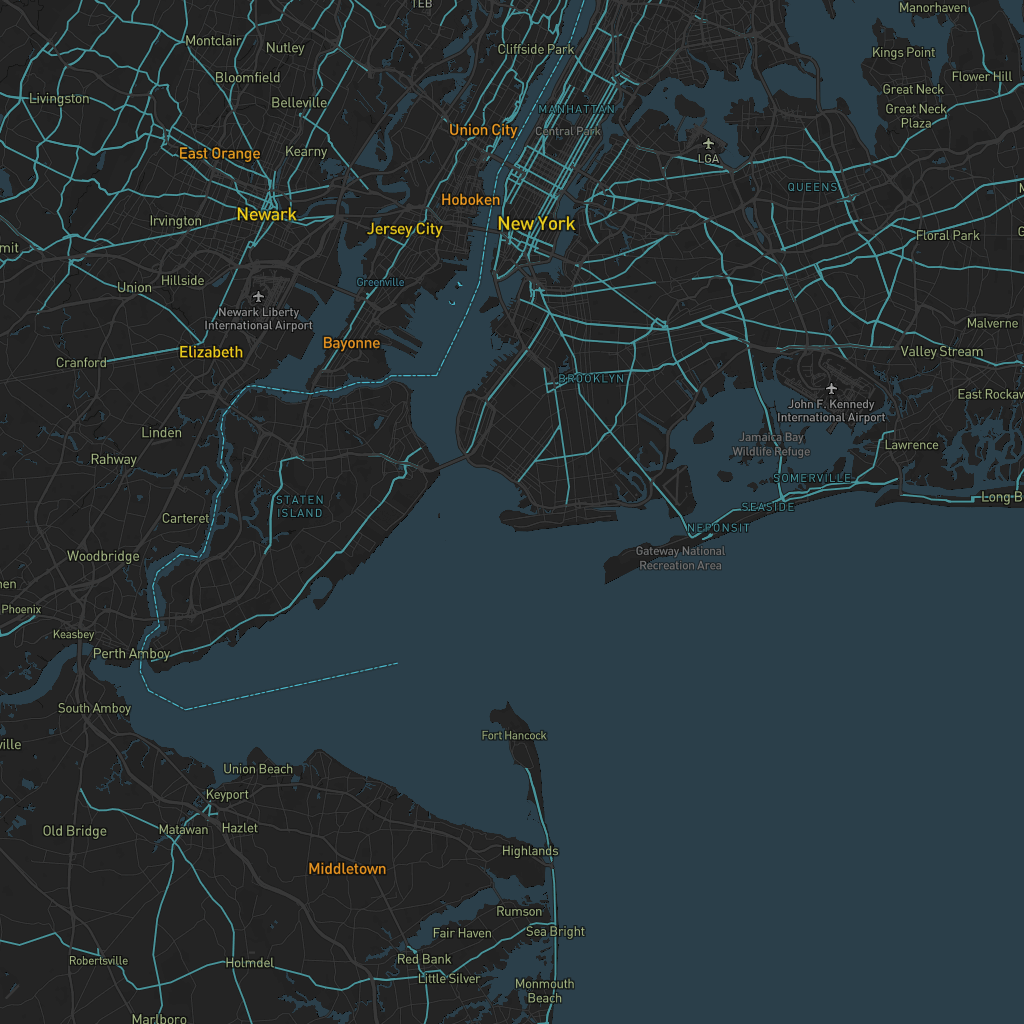 TEB
Manorhaven
Montclair
Nutley
Cliffside Park
Kings Point
Bloomfield
Flower Hill
Livingston
Belleville
Great Neck
MANHATTAN
Great Neck
Plaza
Union City
Central Park
East Orange
Kearny
LGA
QUEENS
Hoboken
Newark
Irvington
Jersey City
New York
Floral Park
mit
Hillside
Greenville
Union
Newark Liberty
International Airport
Malverne
Bayonne
Elizabeth
Valley Stream
Cranford
BROOKLYN
East Rockaw
John F. Kennedy
International Airport
Linden
Jamaica Bay
Wildlife Refuge
Lawrence
Rahway
SOMERVILLE
STATEN
ISLAND
Long B
SEASIDE
Carteret
NEPONSIT
Woodbridge
Gateway National
Recreation Area
en
Phoenix
Keasbey
Perth Amboy
South Amboy
Fort Hancock
ville
Union Beach
Keyport
Old Bridge
Matawan
Hazlet
Highlands
Middletown
Rumson
Fair Haven
Sea Bright
Robertsville
Holmdel
Red Bank
Little Silver
Monmouth
Beach
Marlboro